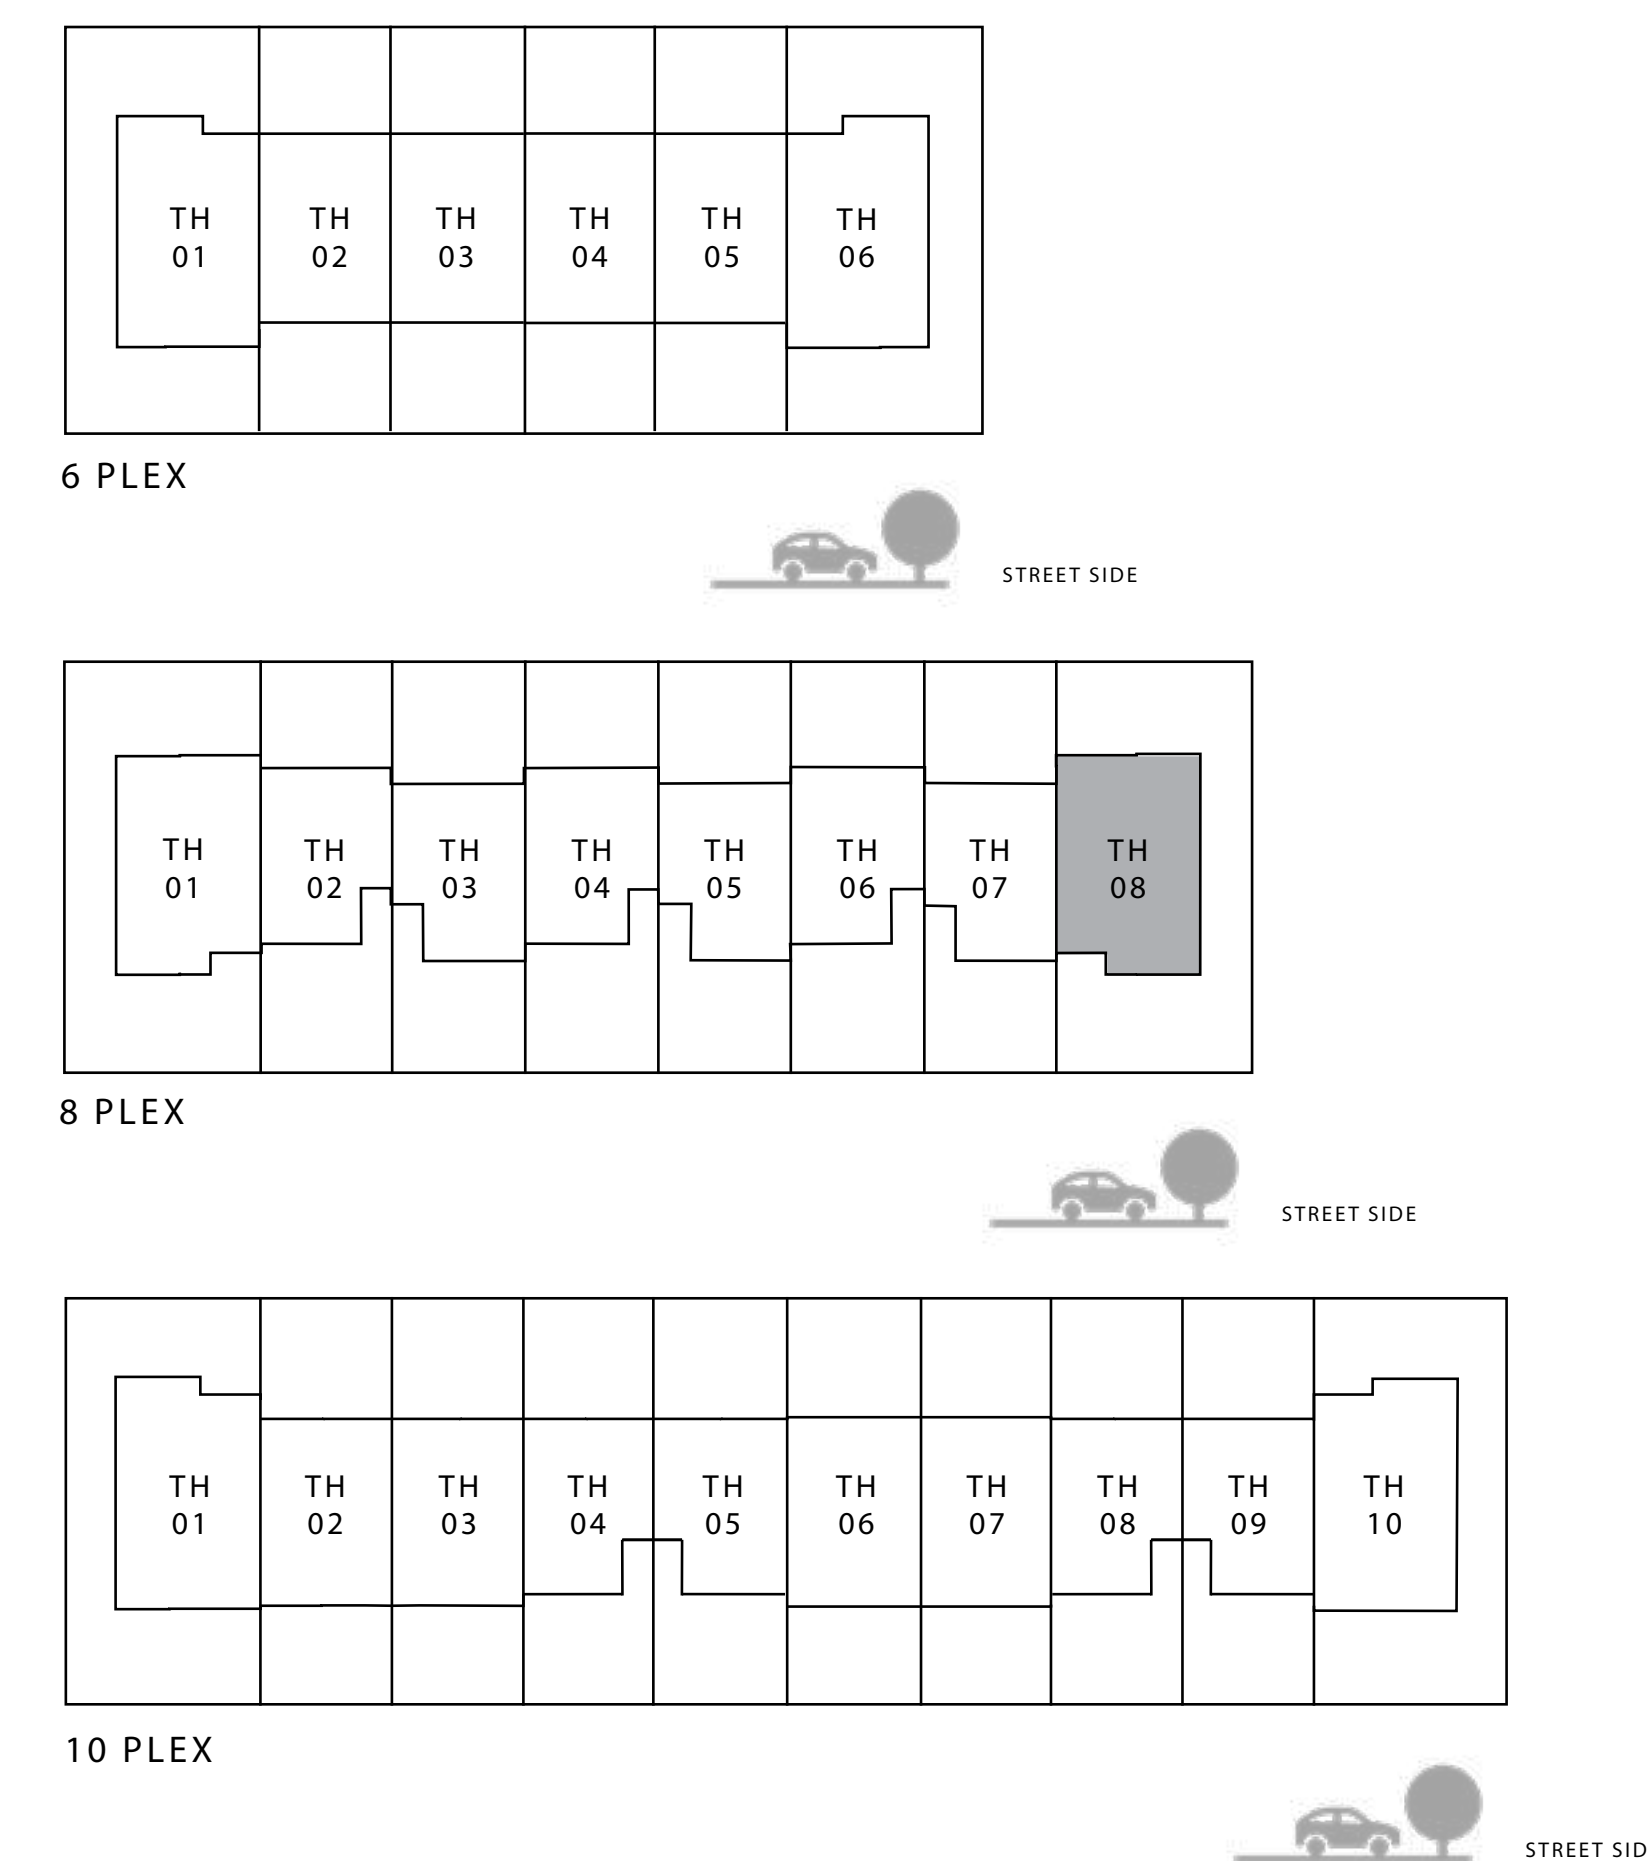 TH TH TH TH TH TH
01 02 03 04 05 06
6 PLEX
STREET SIDE
TH TH TH TH TH TH TH TH
01 02 03 04 05 06 07 08
8 PLEX
STREET SIDE
TH TH TH TH TH TH TH TH TH TH
01 02 03 04 05 06 07 08 09 10
10 PLEX
STREET SID